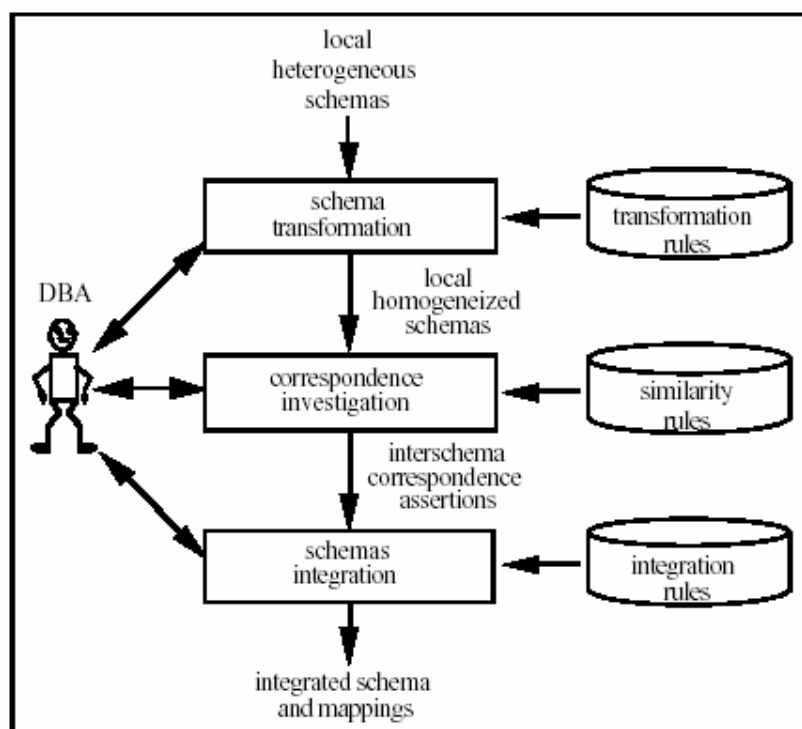 local
heterogeneous
schemas
schema
transformation
transformation
rules
DBA
local
homogeneized
schemas
correspondence
investigation
similarity
rules
interschema
correspondence
assertions
schemas
integration
integration
rules
integrated schema
and mappings